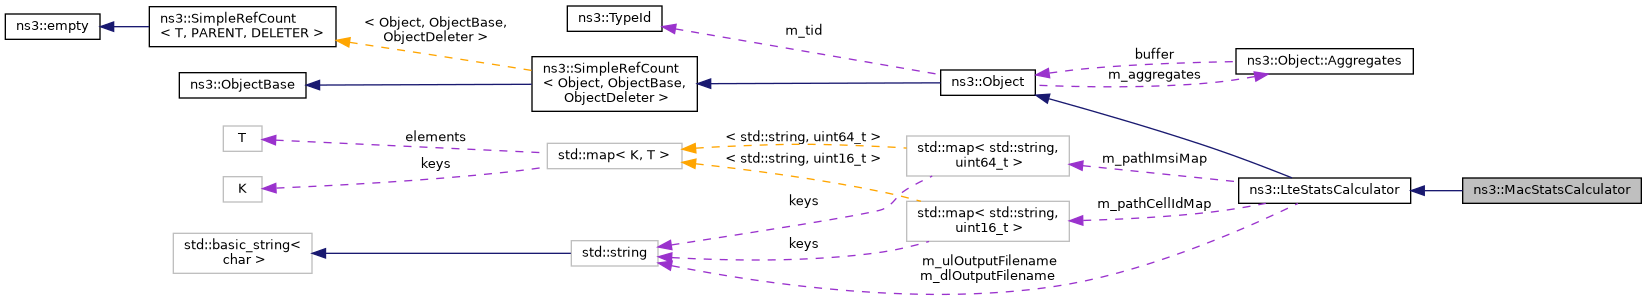 ns3::empty
ns3::SimpleRefCount
< T, PARENT, DELETER >
< Object, ObjectBase,
ObjectDeleter >
ns3::TypeId
m_tid
buffer
m_aggregates
ns3::Object::Aggregates
ns3::ObjectBase
ns3::SimpleRefCount
< Object, ObjectBase,
ObjectDeleter >
ns3::Object
T
elements
K
keys
std::map< K, T >
< std::string, uint64_t >
< std::string, uint16_t >
std::map< std::string,
uint64_t >
m_pathImsiMap
ns3::LteStatsCalculator
ns3::MacStatsCalculator
keys
std::map< std::string,
uint16_t >
m_pathCellIdMap
std::basic_string<
char >
std::string
keys
m_ulOutputFilename
m_dlOutputFilename